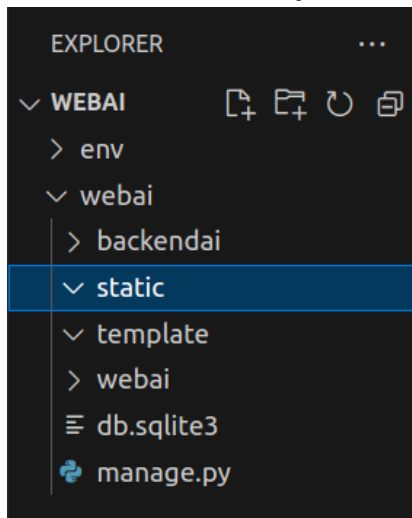 EXPLORER
WEBAI
env
webai
backendai
static
template
webai
db.sqlite3
manage.py